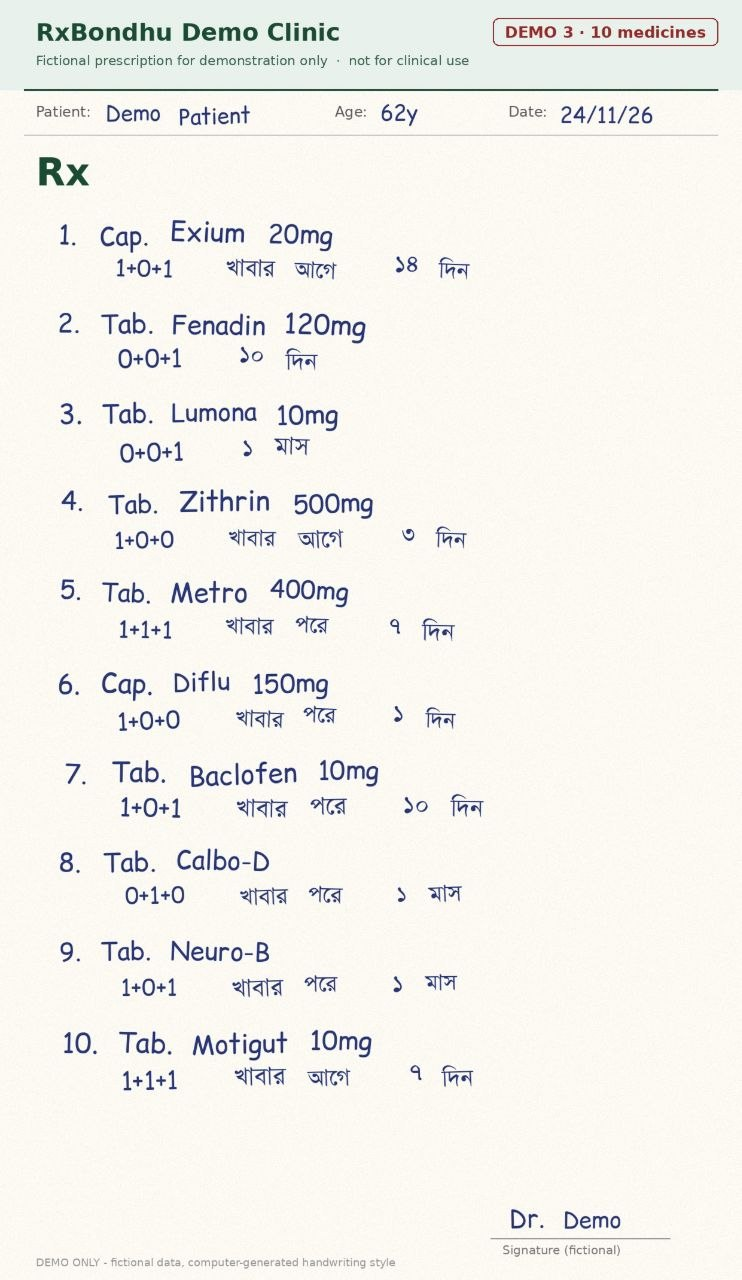 RxBondhu Demo Clinic
DEMO 3 · 10 medicines
Fictional prescription for demonstration only · not for clinical use
Patient: Demo Patient Age: 62y Date: 24/11/26
Rx
1. Cap. Exium 20mg
1+0+1 খাবার আগে ১৪ দিন
2. Tab. Fenadin 120mg
0+0+1 ১০ দিন
3. Tab. Lumona 10mg
0+0+1 ১ মাস
4. Tab. Zithrin 500mg
1+0+0 খাবার আগে ৩ দিন
5. Tab. Metro 400mg
1+1+1 খাবার পরে ৭ দিন
6. Cap. Diflu 150mg
1+0+0 খাবার পরে ১ দিন
7. Tab. Baclofen 10mg
1+0+1 খাবার পরে ১০ দিন
8. Tab. Calbo-D
0+1+0 খাবার পরে ১ মাস
9. Tab. Neuro-B
1+0+1 খাবার পরে ১ মাস
10. Tab. Motigut 10mg
1+1+1 খাবার আগে ৭ দিন
Dr. Demo
Signature (fictional)
DEMO ONLY - fictional data, computer-generated handwriting style